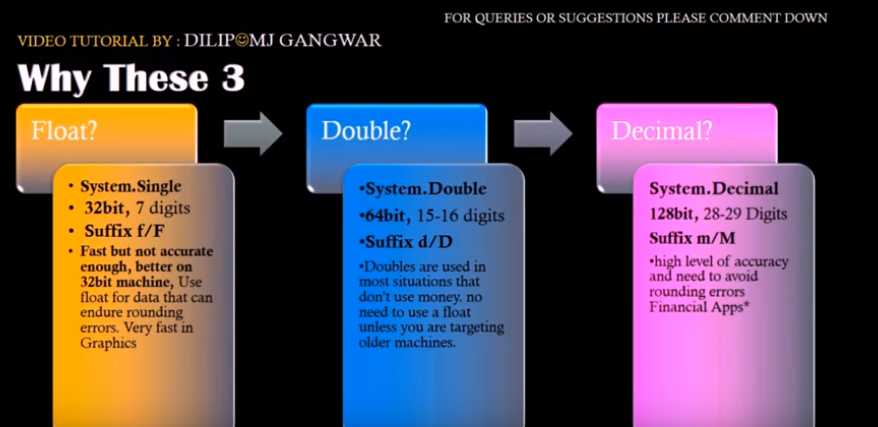 FOR QUERIES OR SUGGESTIONS PLEASE COMMENT DOWN
VIDEO TUTORIAL BY : DILIP☺MJ GANGWAR
Why These 3
Float?
• System.Single
• 32bit, 7 digits
• Suffix f/F
• Fast but not accurate
enough, better on
32bit machine, Use
float for data that can
endure rounding
errors. Very fast in
Graphics
Double?
•System.Double
•64bit, 15-16 digits
•Suffix d/D
•Doubles are used in
most situations that
don't use money. no
need to use a float
unless you are targeting
older machines.
Decimal?
System.Decimal
128bit, 28-29 Digits
Suffix m/M
•high level of accuracy
and need to avoid
rounding errors
Financial Apps*